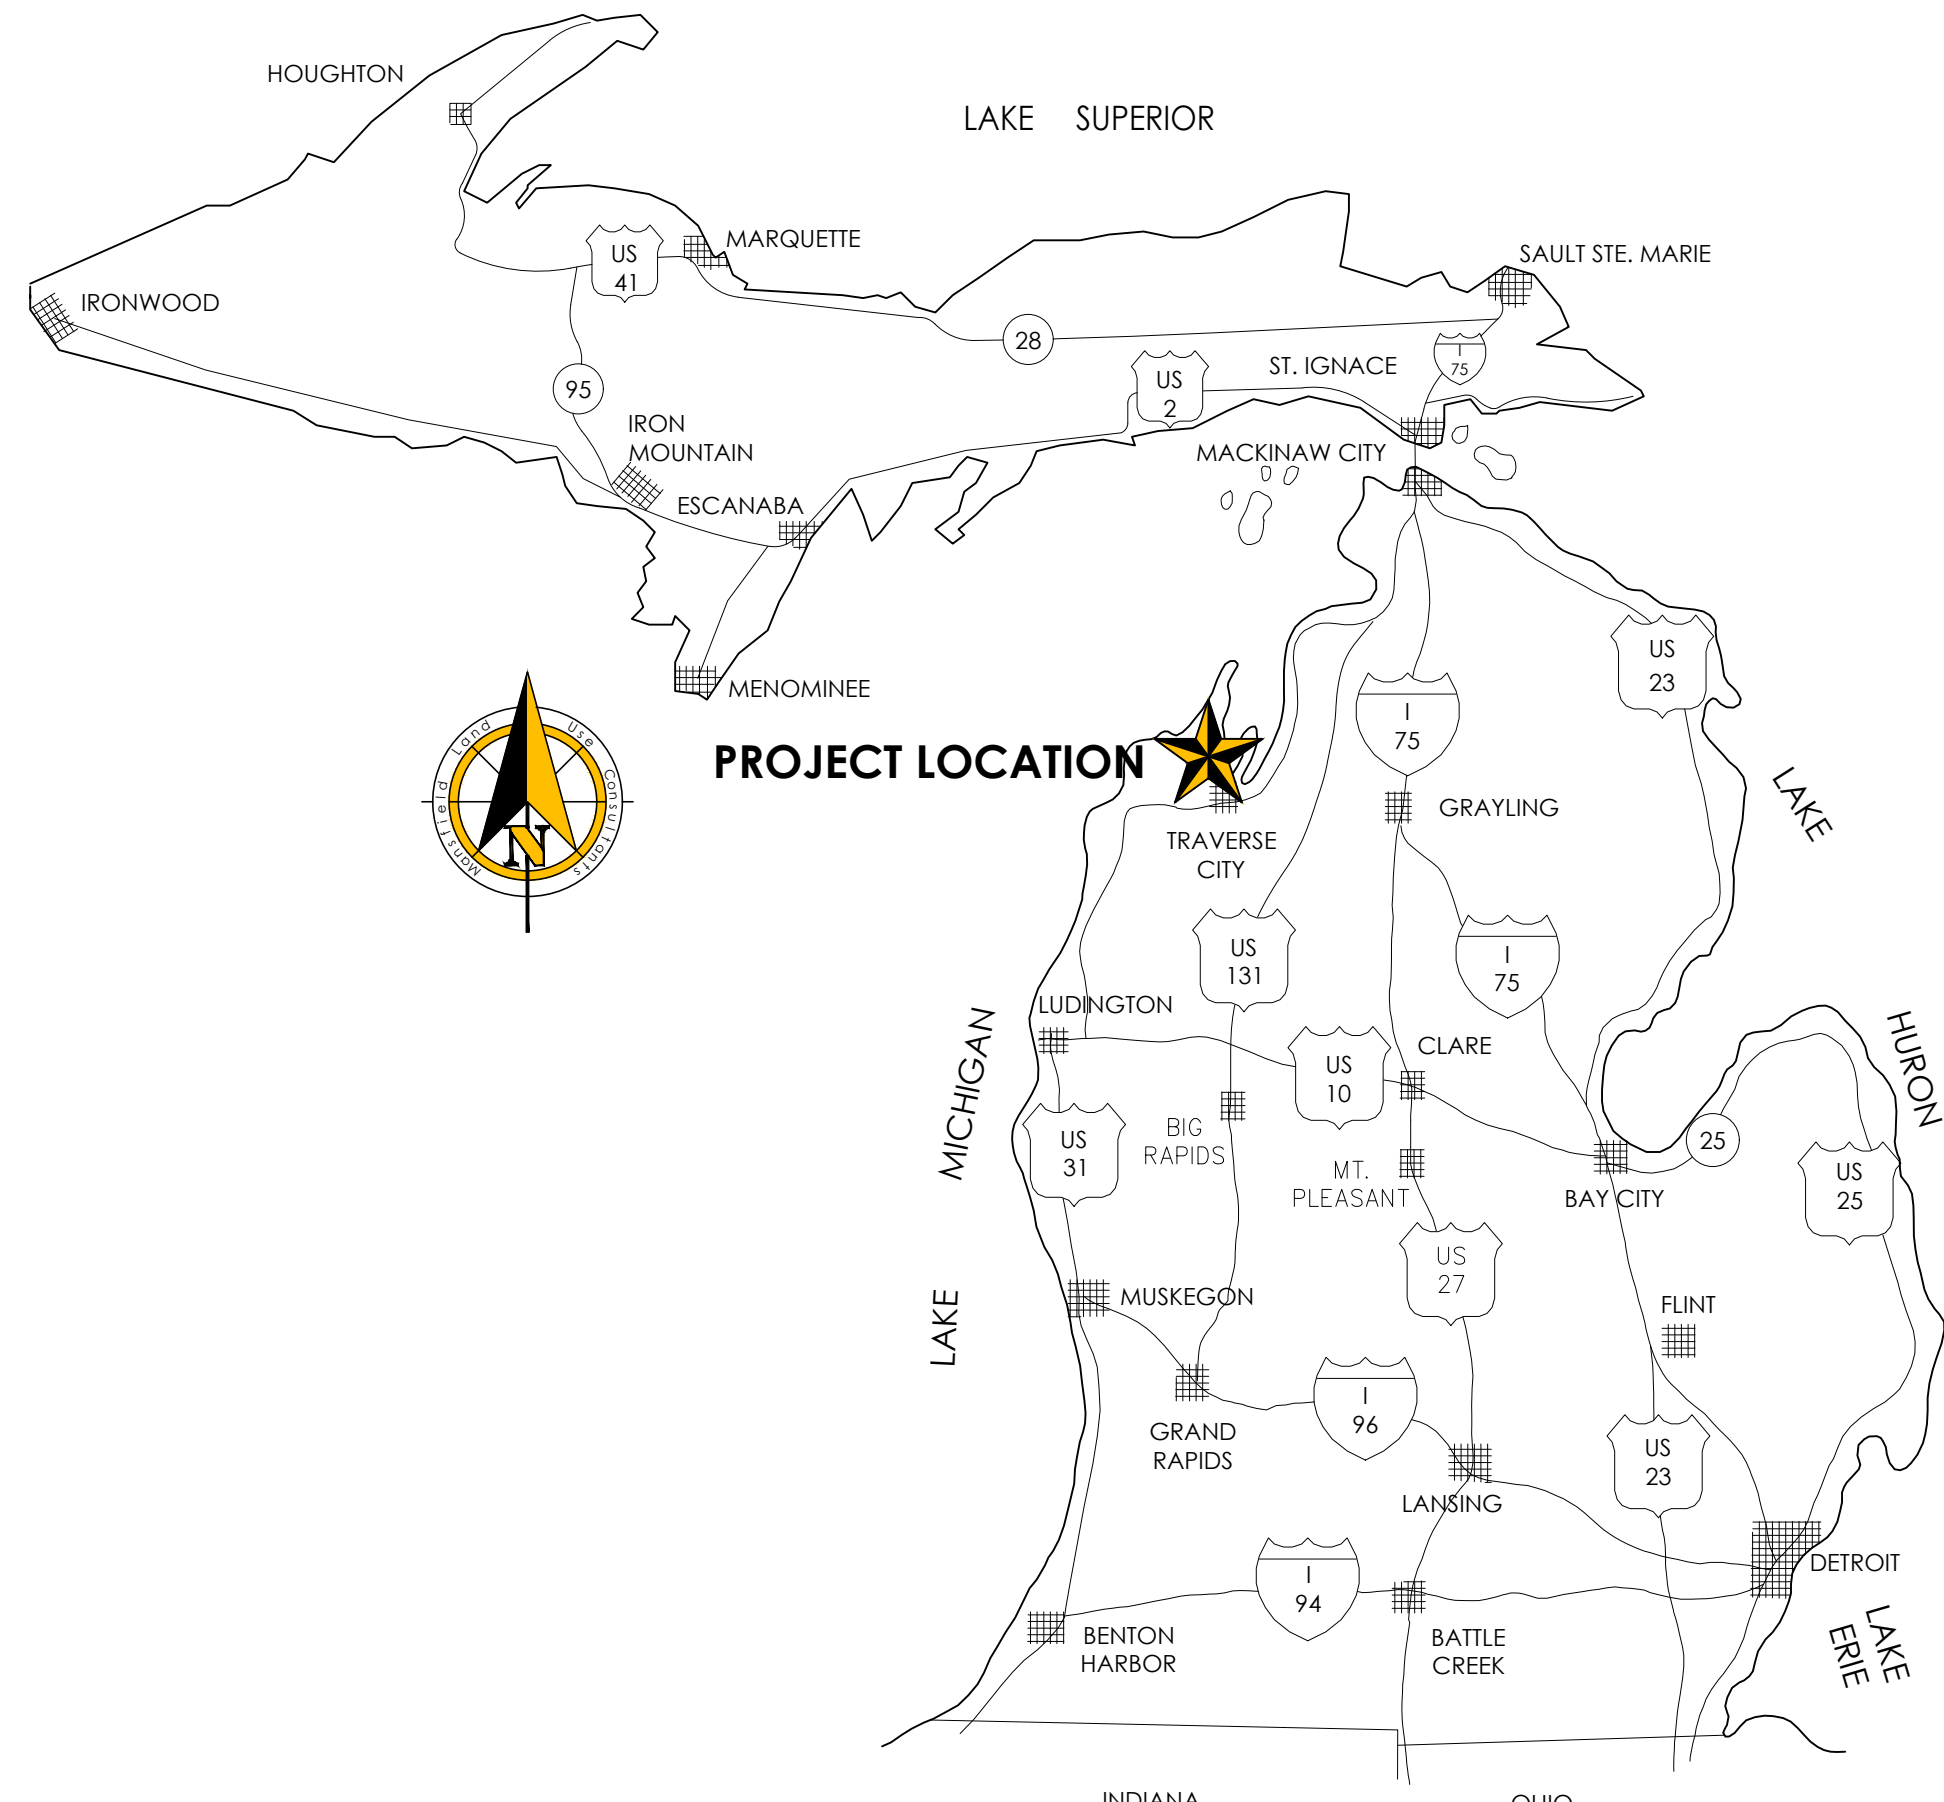 HOUGHTON
LAKE SUPERIOR
MARQUETTE
SAULT STE. MARIE
US
41
IRONWOOD
28
I
75
ST. IGNACE
US
2
95
IRON
MOUNTAIN
MACKINAW CITY
ESCANABA
US
23
MENOMINEE
I
75
PROJECT LOCATION
Mansfield Land Use Consultants
N
LAKE
HURON
GRAYLING
TRAVERSE
CITY
US
131
I
75
LUDINGTON
LAKE
MICHIGAN
CLARE
US
10
BIG
RAPIDS
US
31
25
MT.
PLEASANT
BAY CITY
US
25
US
27
MUSKEGON
FLINT
I
96
GRAND
RAPIDS
US
23
LANSING
DETROIT
I
94
BENTON
HARBOR
BATTLE
CREEK
LAKE
ERIE
INDIANA
OHIO